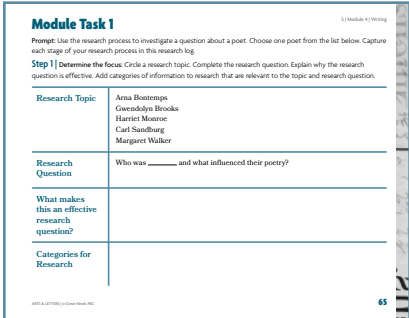 Module Task 1
5 | Module 4 | Writing
Prompt: Use the research process to investigate a question about a poet. Choose one poet from the list below. Capture
each stage of your research process in this research log.
Step 1 | Determine the focus: Circle a research topic. Complete the research question. Explain why the research
question is effective. Add categories of information to research that are relevant to the topic and research question.
Research Topic
Arna Bontemps
Gwendolyn Brooks
Harriet Monroe
Carl Sandburg
Margaret Walker
Research
Question
Who was ______ and what influenced their poetry?
What makes
this an effective
research
question?
Categories for
Research
ARTS & LETTERS | © Great Minds PBC
65